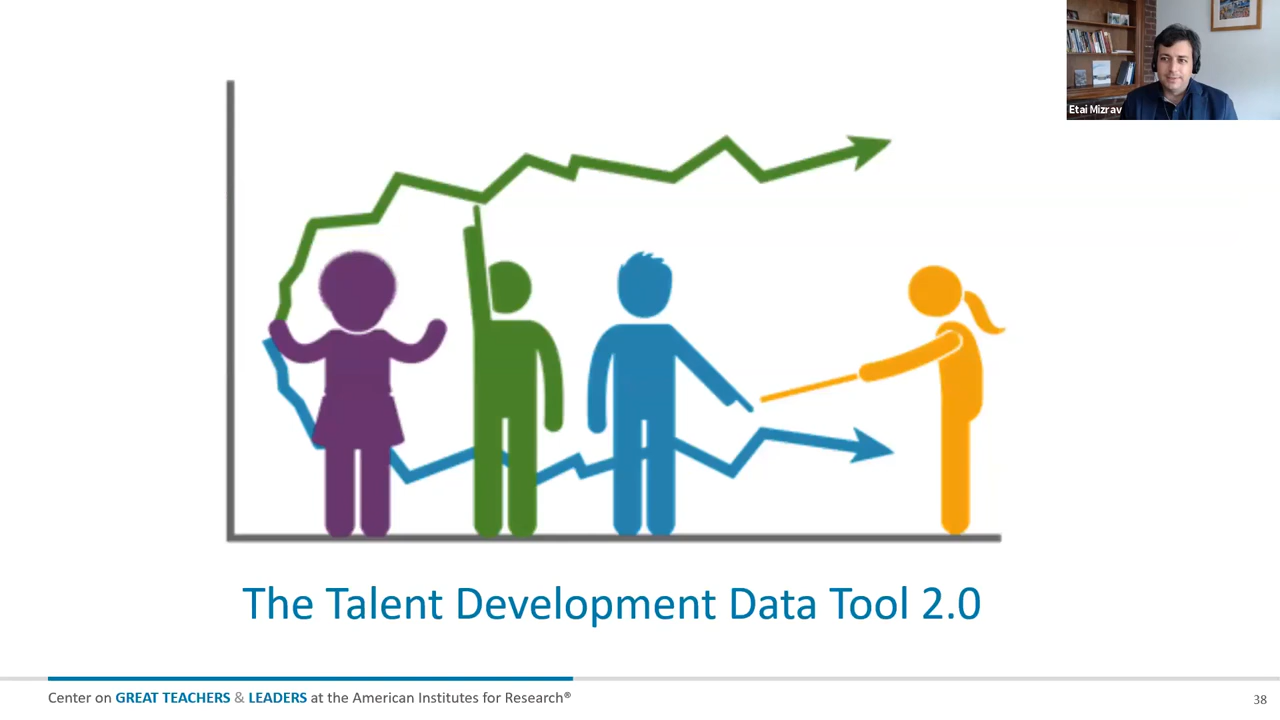 Etai Mizrav
The Talent Development Data Tool 2.0
Center on GREAT TEACHERS & LEADERS at the American Institutes for Research®
38